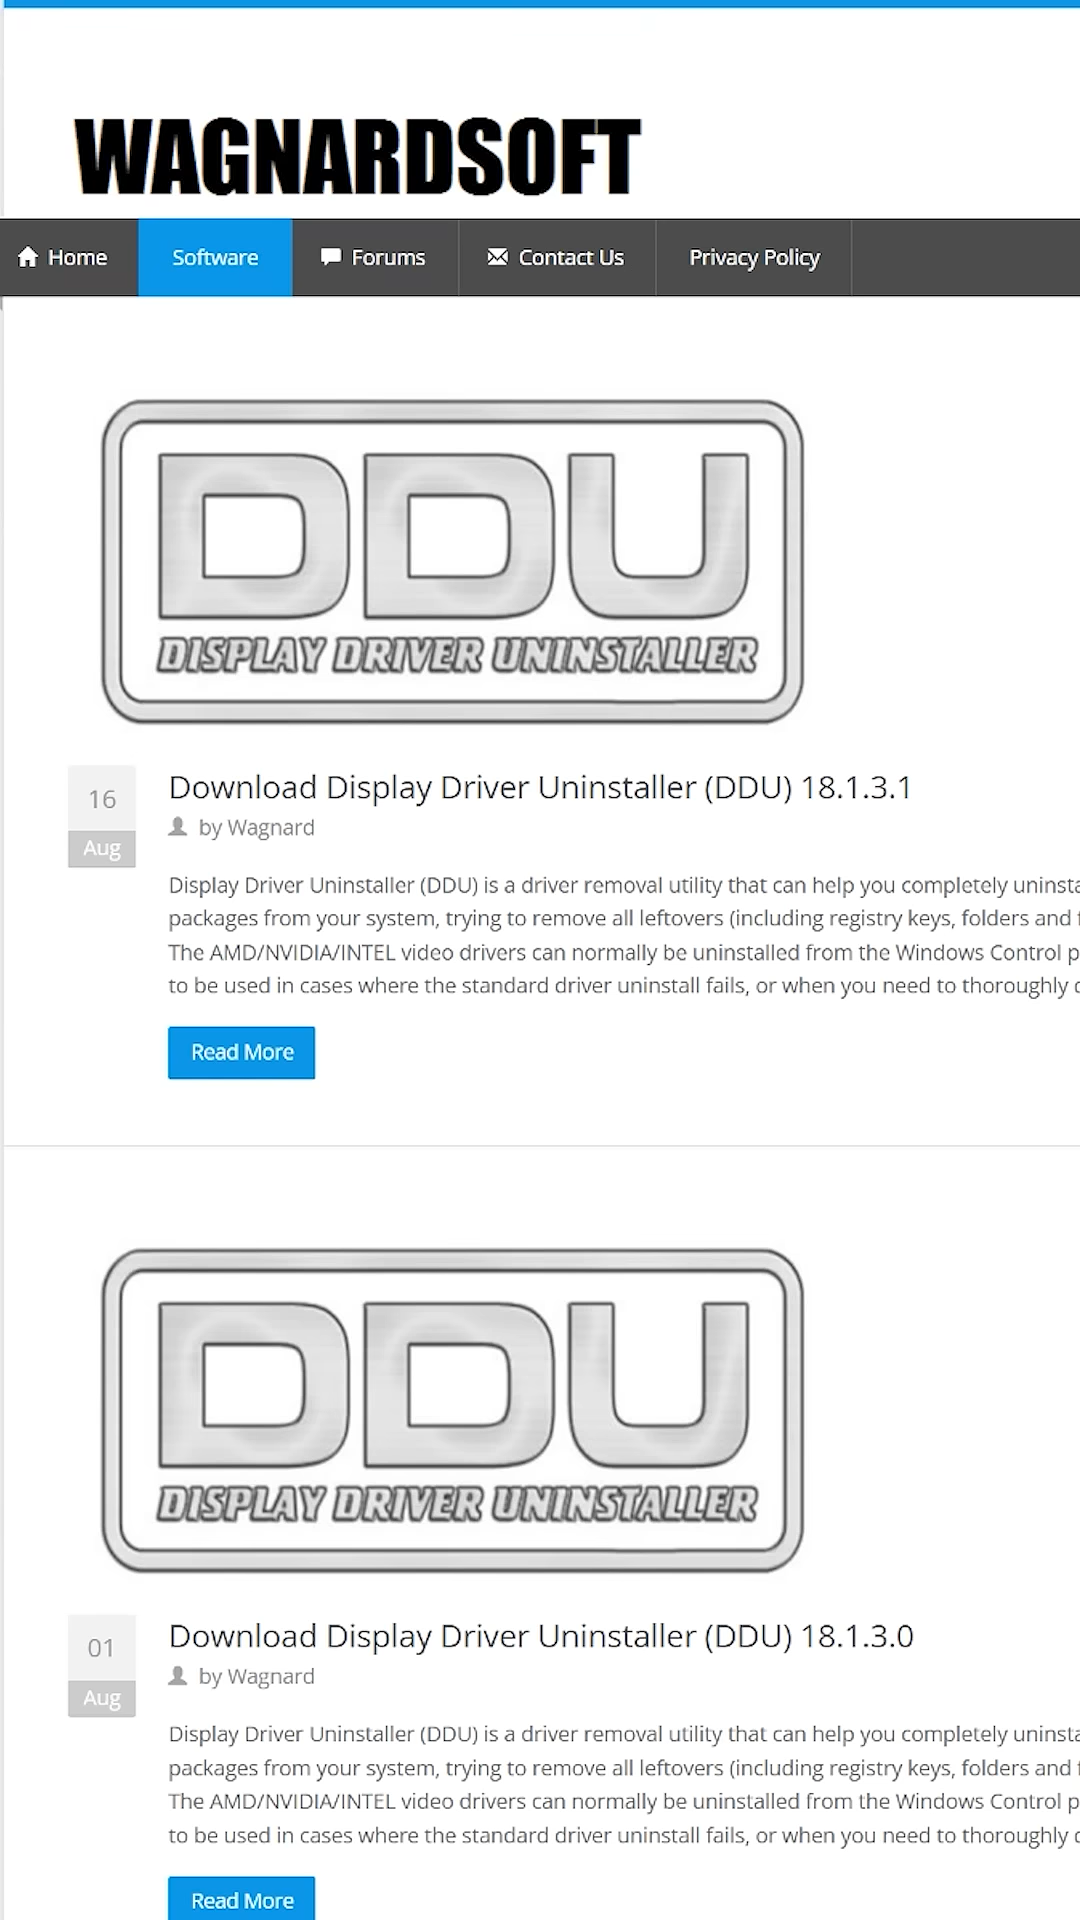 WAGNARDSOFT
Home Software Forums Contact Us Privacy Policy
DDU
DISPLAY DRIVER UNINSTALLER
16
Aug
Download Display Driver Uninstaller (DDU) 18.1.3.1
by Wagnard
Display Driver Uninstaller (DDU) is a driver removal utility that can help you completely
packages from your system, trying to remove all leftovers (including registry keys, folders and
The AMD/NVIDIA/INTEL video drivers can normally be uninstalled from the Windows Control
to be used in cases where the standard driver uninstall fails, or when you need to thoroughly
Read More
DDU
DISPLAY DRIVER UNINSTALLER
01
Aug
Download Display Driver Uninstaller (DDU) 18.1.3.0
by Wagnard
Display Driver Uninstaller (DDU) is a driver removal utility that can help you completely
packages from your system, trying to remove all leftovers (including registry keys, folders and
The AMD/NVIDIA/INTEL video drivers can normally be uninstalled from the Windows Control
to be used in cases where the standard driver uninstall fails, or when you need to thoroughly
Read More